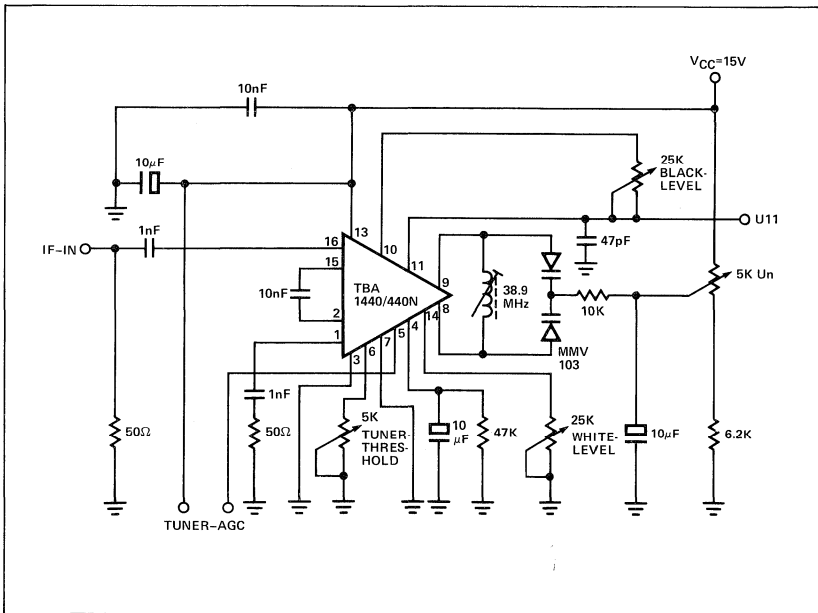 VCC=15V
10nF
10μF
25K
BLACK-
LEVEL
1nF
13
10
U11
IF-IN
16
11
47pF
15
9
5K Un
TBA
1440/440N
38.9
MHz
10nF
8
10K
2
14
1
4
5
MMV
103
7
6
3
1nF
5K
10
μF
25K
50Ω
50Ω
TUNER-
THRES-
HOLD
47K
WHITE-
LEVEL
10μF
6.2K
TUNER-AGC